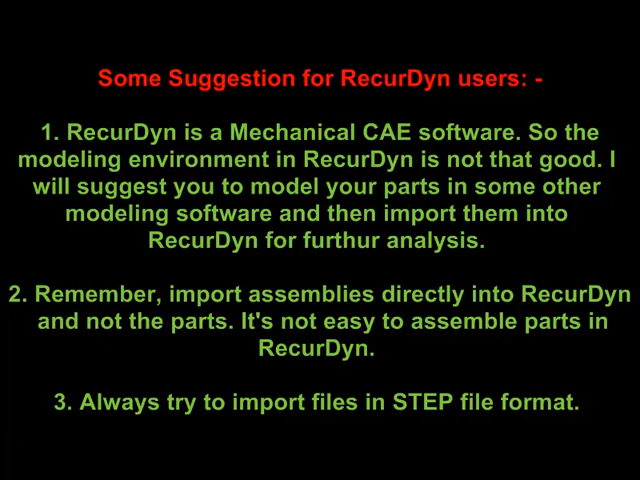 Some Suggestion for RecurDyn users: -
1. RecurDyn is a Mechanical CAE software. So the
modeling environment in RecurDyn is not that good. I
will suggest you to model your parts in some other
modeling software and then import them into
RecurDyn for furthur analysis.
2. Remember, import assemblies directly into RecurDyn
and not the parts. It's not easy to assemble parts in
RecurDyn.
3. Always try to import files in STEP file format.